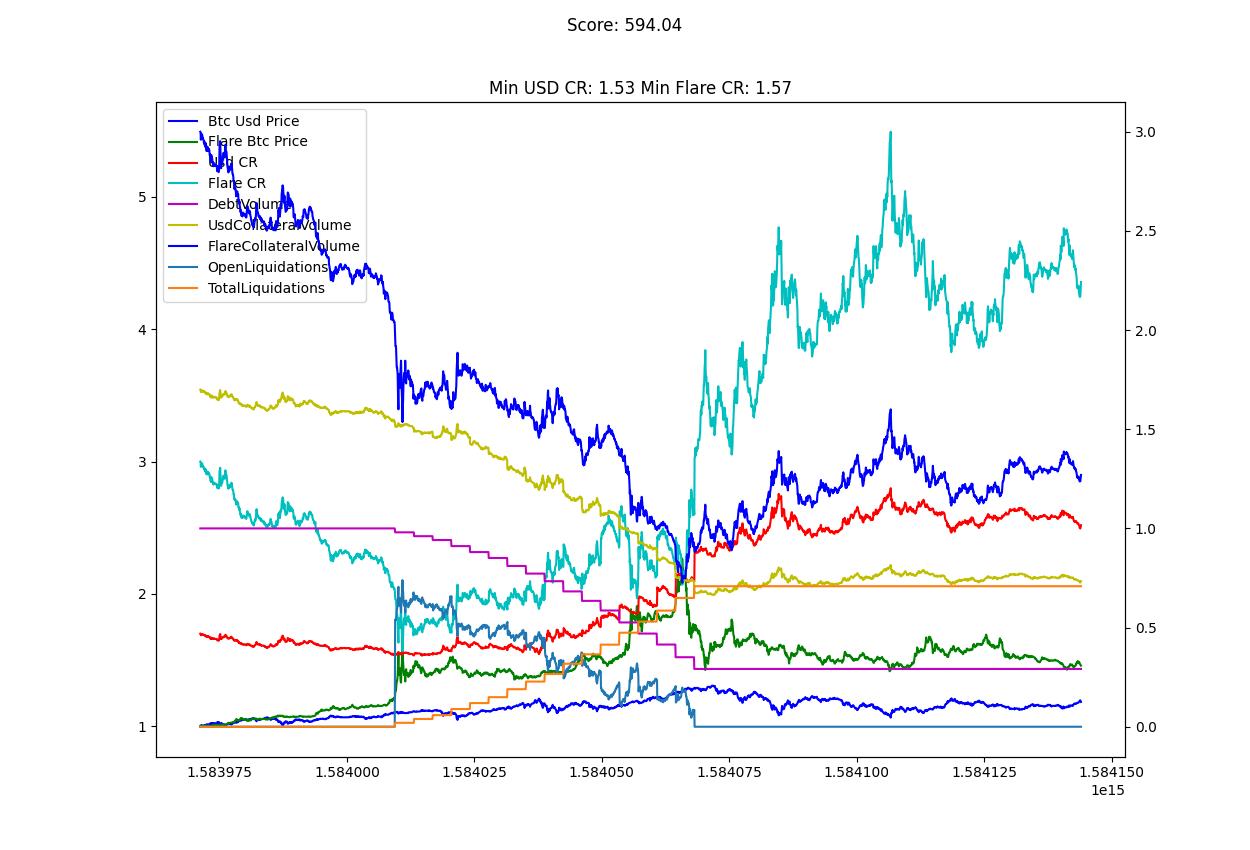 Score: 594.04
Min USD CR: 1.53 Min Flare CR: 1.57
Btc Usd Price
Flare Btc Price
Usd CR
Flare CR
DebtVolume
UsdCollateralVolume
FlareCollateralVolume
OpenLiquidations
TotalLiquidations
5
4
3
2
1
3.0
2.5
2.0
1.5
1.0
0.5
0.0
1.583975 1.584000 1.584025 1.584050 1.584075 1.584100 1.584125 1.584150
1e15